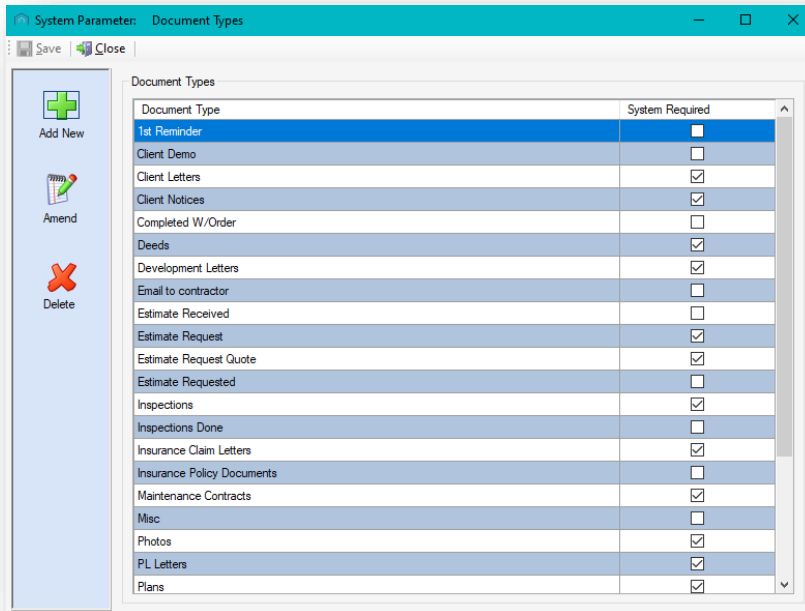 System Parameter: Document Types
Save Close
Add New
Amend
Delete
Document Types
Document Type System Required
1st Reminder
Client Demo
Client Letters
Client Notices
Completed W/Order
Deeds
Development Letters
Email to contractor
Estimate Received
Estimate Request
Estimate Request Quote
Estimate Requested
Inspections
Inspections Done
Insurance Claim Letters
Insurance Policy Documents
Maintenance Contracts
Misc
Photos
PL Letters
Plans